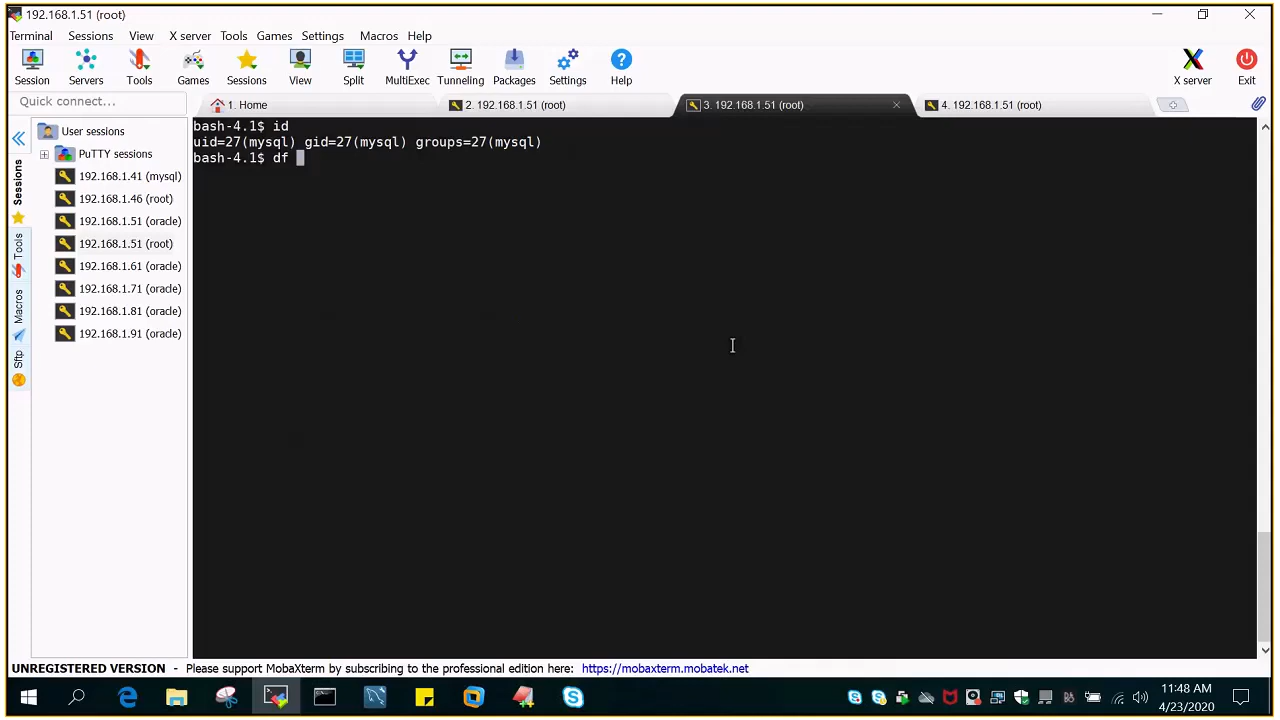 192.168.1.51 (root)
Terminal Sessions View X server Tools Games Settings Macros Help
Session Servers Tools Games Sessions View Split MultiExec Tunneling Packages Settings Help X server Exit
Quick connect...
1. Home
2. 192.168.1.51 (root)
3. 192.168.1.51 (root)
4. 192.168.1.51 (root)
User sessions
PuTTY sessions
192.168.1.41 (mysql)
192.168.1.46 (root)
192.168.1.51 (oracle)
192.168.1.51 (root)
192.168.1.61 (oracle)
192.168.1.71 (oracle)
192.168.1.81 (oracle)
192.168.1.91 (oracle)
Sessions
Tools
Macros
Sftp
bash-4.1$ id
uid=27(mysql) gid=27(mysql) groups=27(mysql)
bash-4.1$ df
UNREGISTERED VERSION - Please support MobaXterm by subscribing to the professional edition here: https://mobaxterm.mobatek.net
11:48 AM
4/23/2020